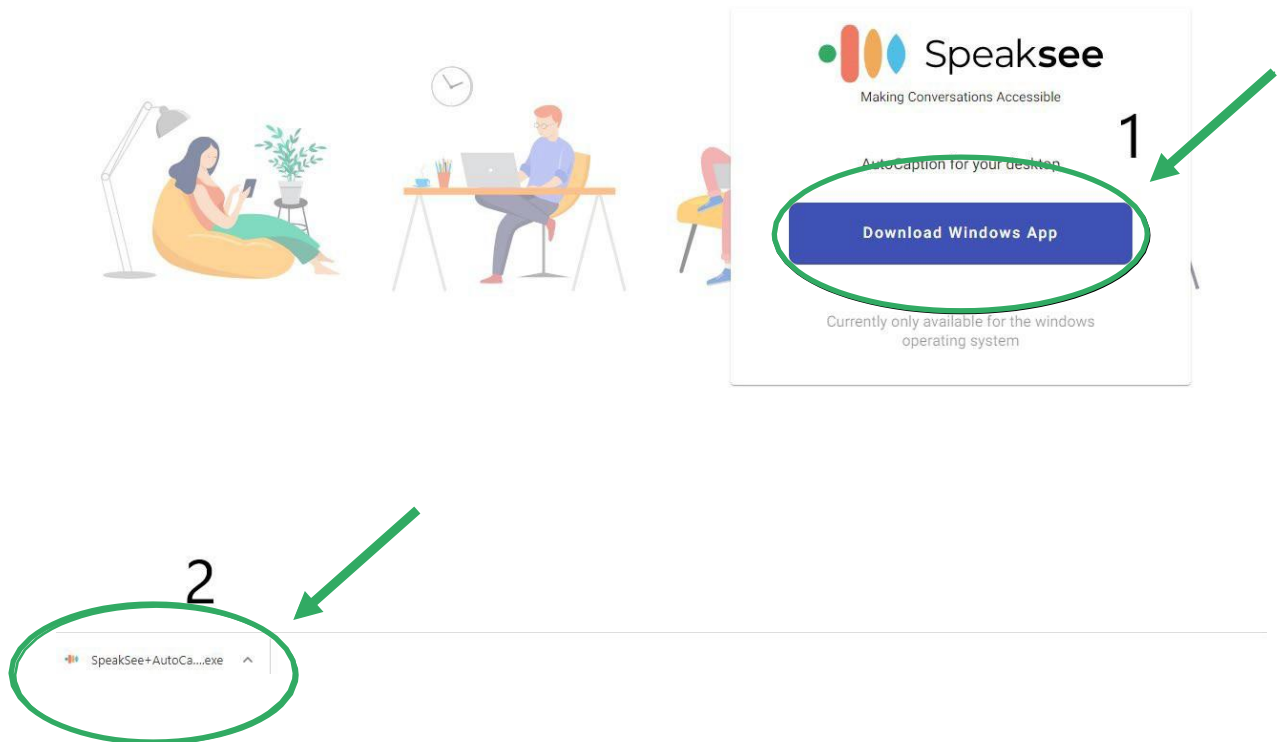 Speaksee
Making Conversations Accessible
1
AutoCaption for your desktop
Download Windows App
Currently only available for the windows
operating system
2
SpeakSee+AutoCa....exe